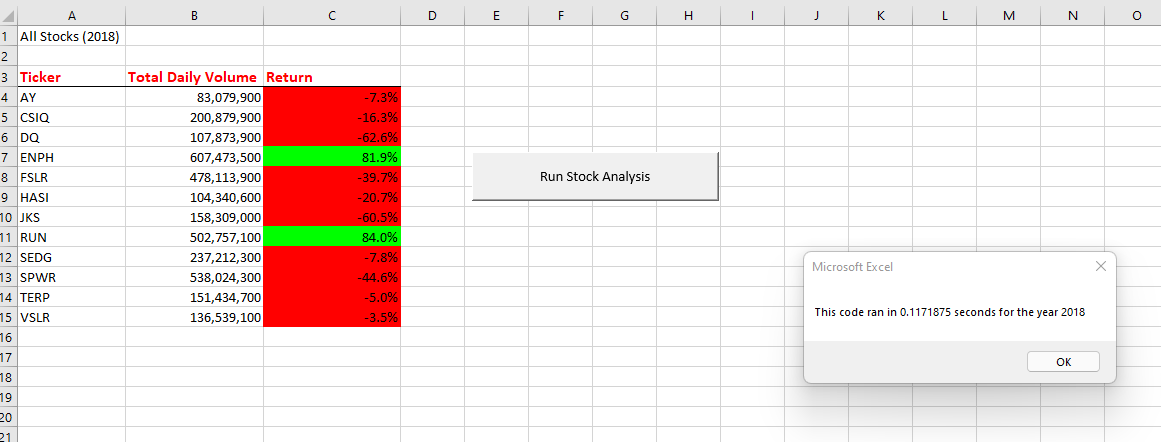 A B C D E F G H I J K L M N O
1 All Stocks (2018)
2
3 Ticker Total Daily Volume Return
4 AY 83,079,900 -7.3%
5 CSIQ 200,879,900 -16.3%
6 DQ 107,873,900 -62.6%
7 ENPH 607,473,500 81.9%
Run Stock Analysis
8 FSLR 478,113,900 -39.7%
9 HASI 104,340,600 -20.7%
10 JKS 158,309,000 -60.5%
11 RUN 502,757,100 84.0%
12 SEDG 237,212,300 -7.8%
Microsoft Excel
13 SPWR 538,024,300 -44.6%
14 TERP 151,434,700 -5.0%
This code ran in 0.1171875 seconds for the year 2018
15 VSLR 136,539,100 -3.5%
16
17
OK
18
19
20
21